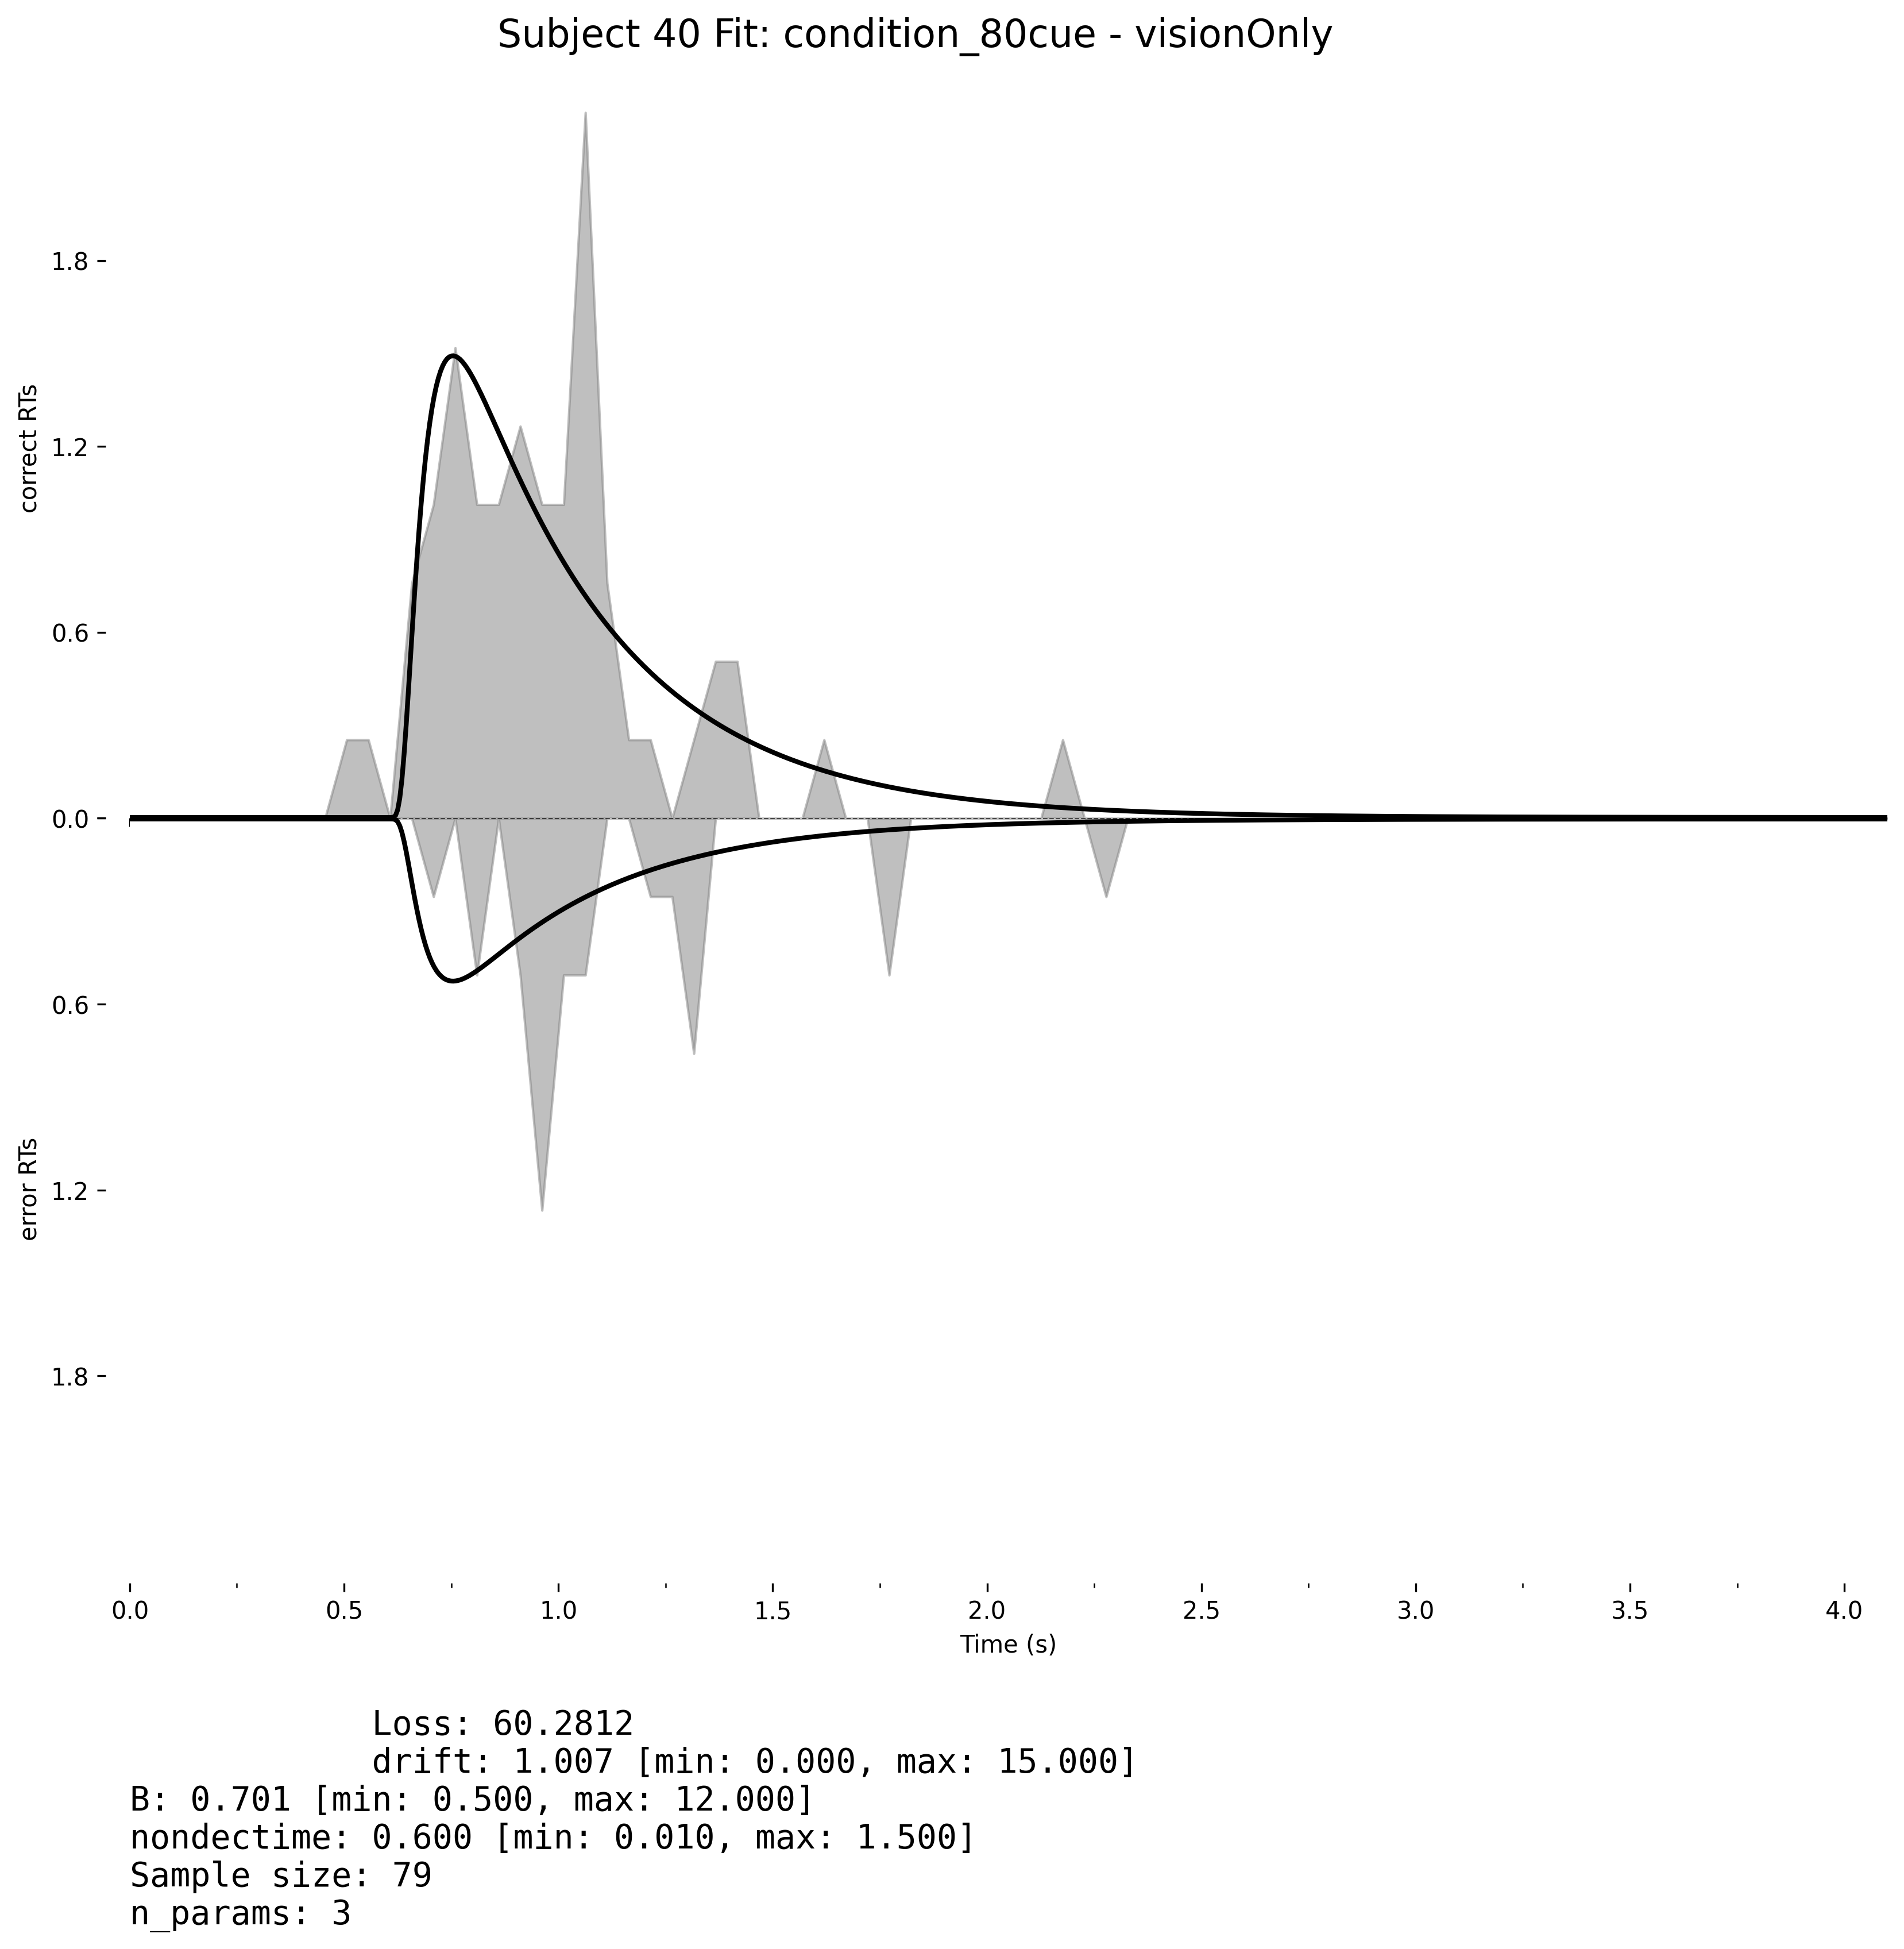 Subject 40 Fit: condition_80cue - visionOnly
correct RTs
1.8
1.2
0.6
0.0
0.6
1.2
1.8
error RTs
0.0 0.5 1.0 1.5 2.0 2.5 3.0 3.5 4.0
Time (s)
Loss: 60.2812
drift: 1.007 [min: 0.000, max: 15.000]
B: 0.701 [min: 0.500, max: 12.000]
nondectime: 0.600 [min: 0.010, max: 1.500]
Sample size: 79
n_params: 3